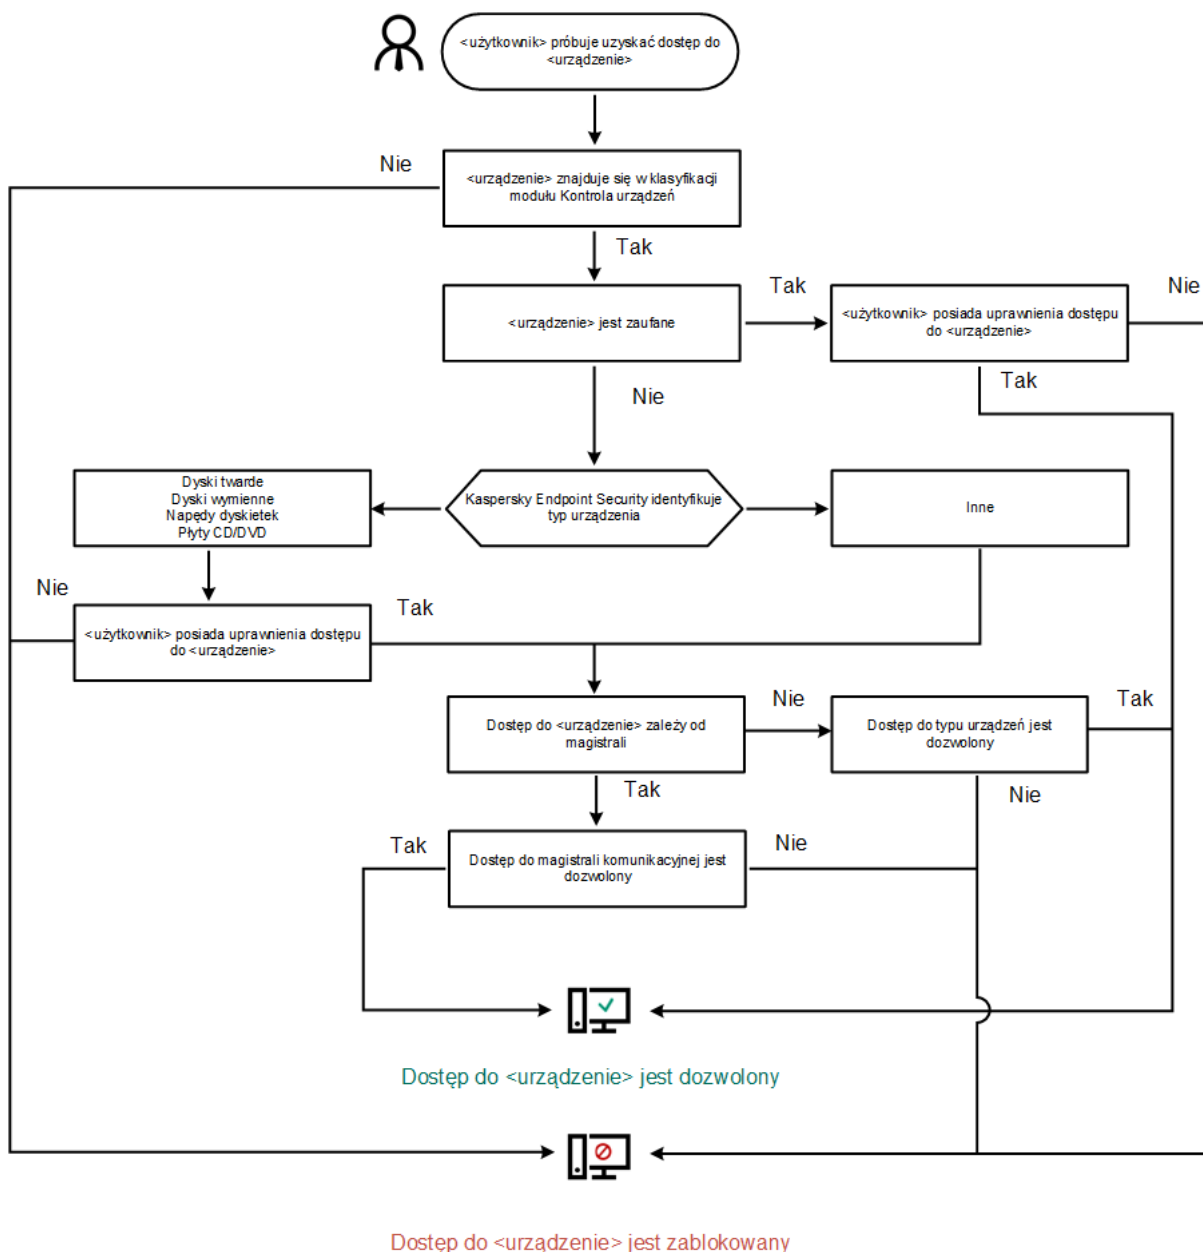 <użytkownik> próbuje uzyskać dostęp do
<urządzenie>
Nie
<urządzenie> znajduje się w klasyfikacji
modułu Kontrola urządzeń
Tak
<urządzenie> jest zaufane
Tak
<użytkownik> posiada uprawnienia dostępu
do <urządzenie>
Nie
Nie
Tak
Dyski twarde
Dyski wymienne
Napędy dyskietek
Płyty CD/DVD
Kaspersky Endpoint Security identyfikuje
typ urządzenia
Inne
Nie
<użytkownik> posiada uprawnienia dostępu
do <urządzenie>
Tak
Dostęp do <urządzenie> zależy od
magistrali
Nie
Dostęp do typu urządzeń jest
dozwolony
Tak
Tak
Nie
Tak
Dostęp do magistrali komunikacyjnej jest
dozwolony
Nie
Dostęp do <urządzenie> jest dozwolony
Dostęp do <urządzenie> jest zablokowany